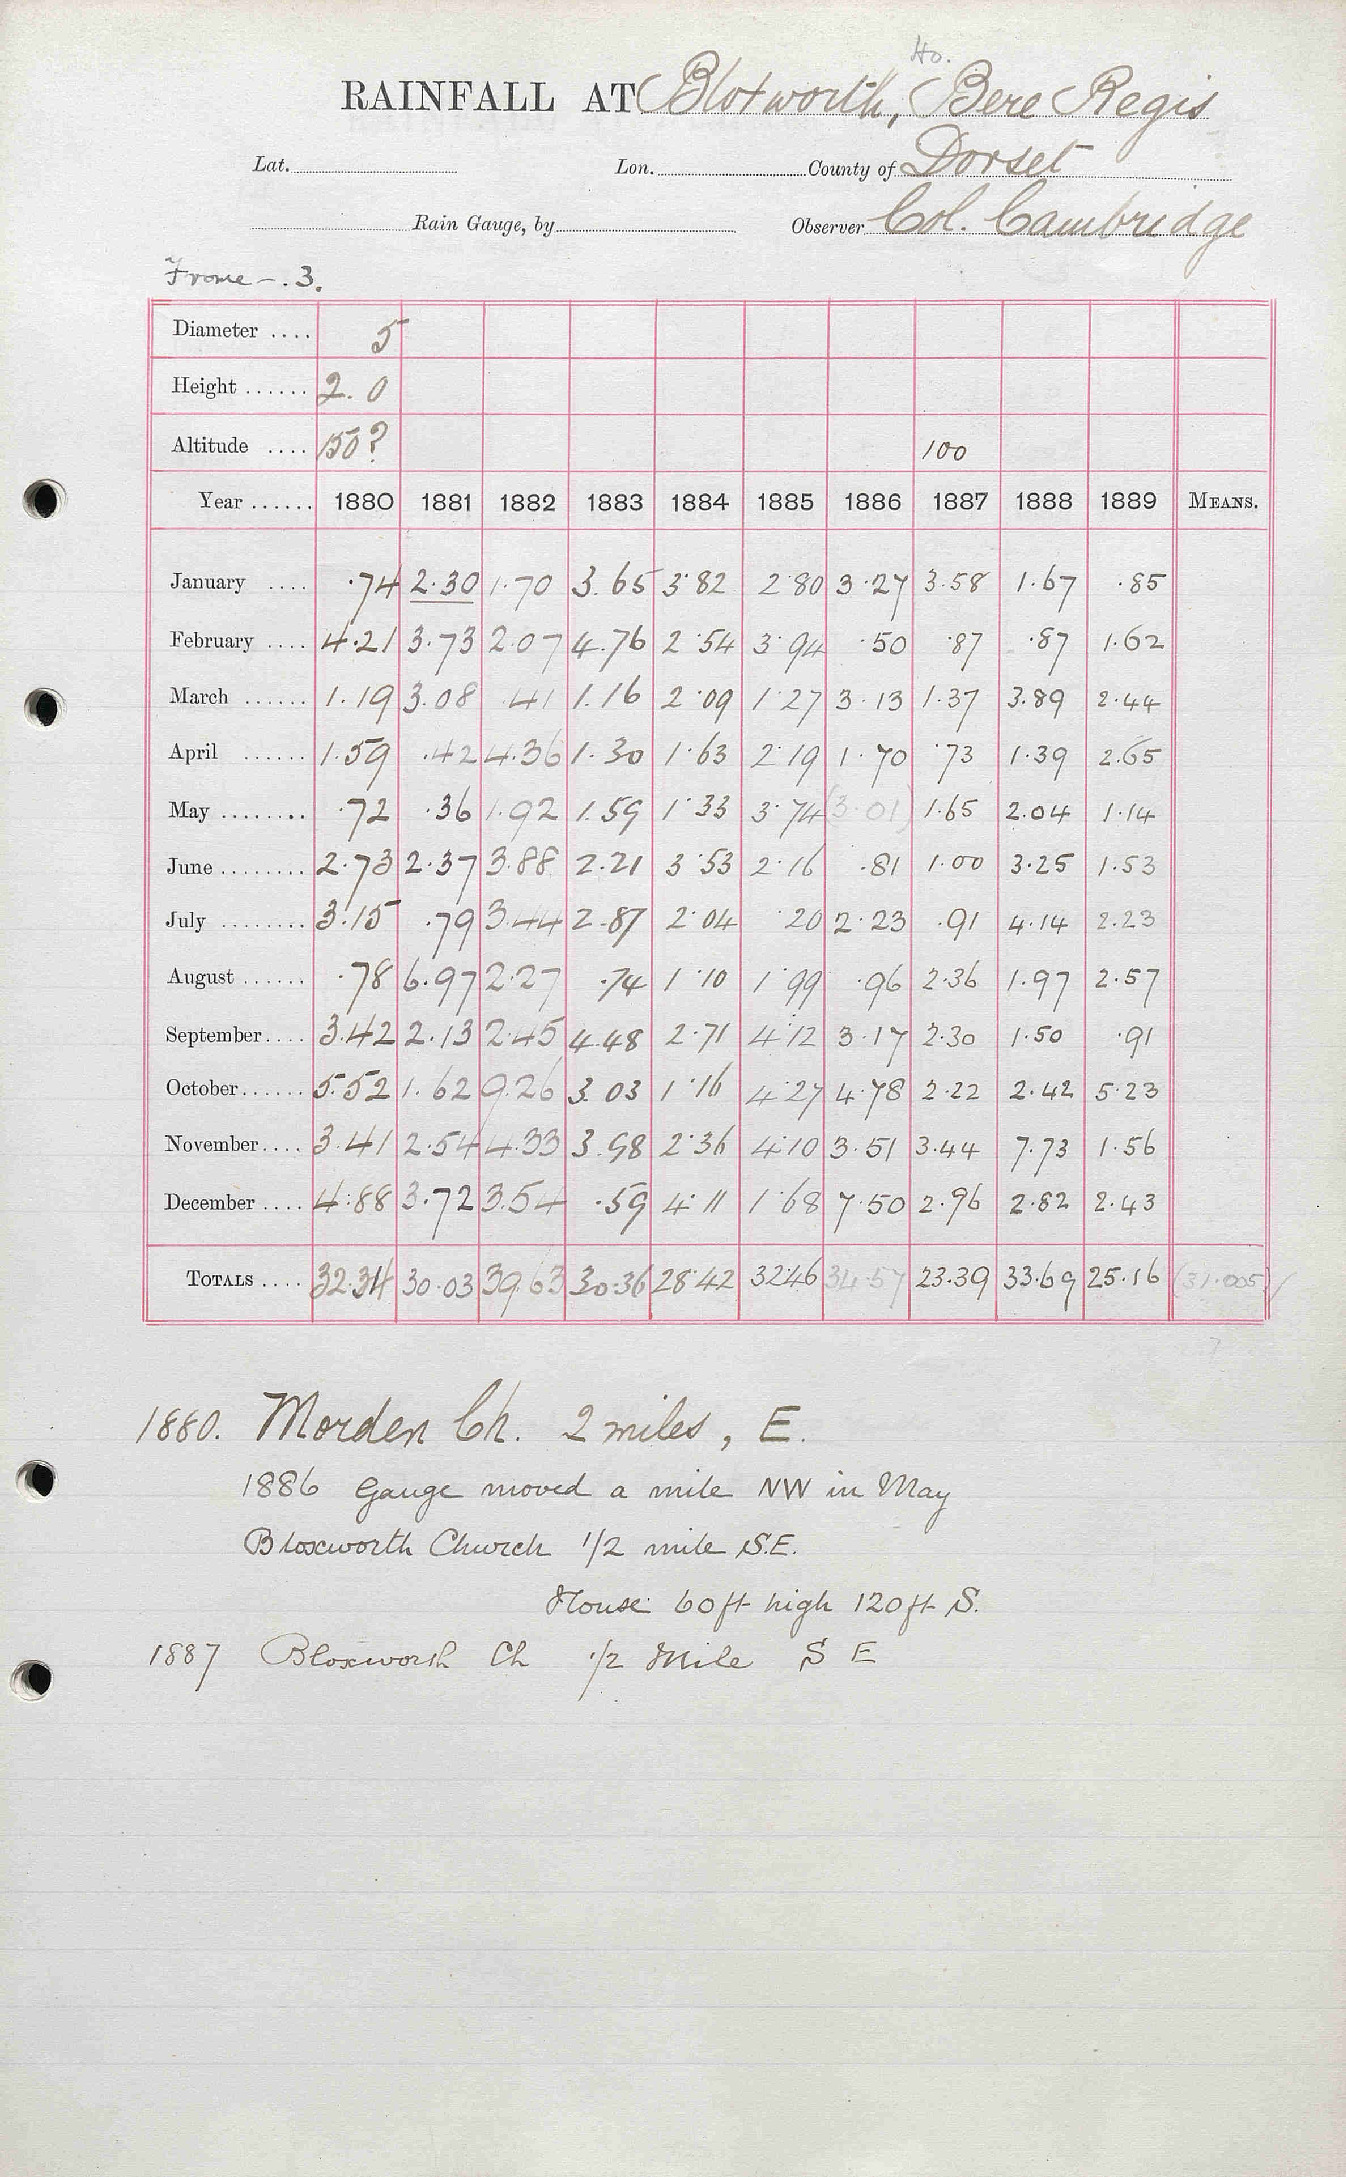 Ho.
RAINFALL AT Blotworth, Bere Regis
Lat. Lon. County of Dorset
Rain Gauge, by Observer Col. Cambridge
Frome - . 3.
Diameter .... 5
Height ...... 2. 0
Altitude .... 150? 100
Year ...... 1880 1881 1882 1883 1884 1885 1886 1887 1888 1889 MEANS.
January .... .74 2.30 1.70 3.65 3.82 2.80 3.27 3.58 1.67 .85
February .... 4.21 3.73 2.07 4.76 2.54 3.94 .50 .87 .87 1.62
March ...... 1.19 3.08 .41 1.16 2.09 1.27 3.13 1.37 3.89 2.44
April ...... 1.59 .42 4.36 1.30 1.63 2.19 1.70 .73 1.39 2.65
May ........ .72 .36 1.92 1.59 1.33 3.74 (3.01) 1.65 2.04 1.14
June ........ 2.73 2.37 3.88 2.21 3.53 2.16 .81 1.00 3.25 1.53
July ........ 3.15 .79 3.44 2.87 2.04 .20 2.23 .91 4.14 2.23
August ...... .78 6.97 2.27 .74 1.10 1.99 .96 2.36 1.97 2.57
September.... 3.42 2.13 2.45 4.48 2.71 4.12 3.17 2.30 1.50 .91
October...... 5.52 1.62 9.26 3.03 1.16 4.27 4.78 2.22 2.42 5.23
November.... 3.41 2.54 4.33 3.98 2.36 4.10 3.51 3.44 7.73 1.56
December .... 4.88 3.72 3.54 .59 4.11 1.68 7.50 2.96 2.82 2.43
TOTALS .... 32.34 30.03 39.63 30.36 28.42 32.46 34.57 23.39 33.69 25.16 (31.005)
7
1880. Morden Ch. 2 miles, E.
1886 Gauge moved a mile NW in May
Bloxworth Church 1/2 mile S.E.
House 60ft high 120ft S.
1887 Bloxworth Ch 1/2 Mile S E